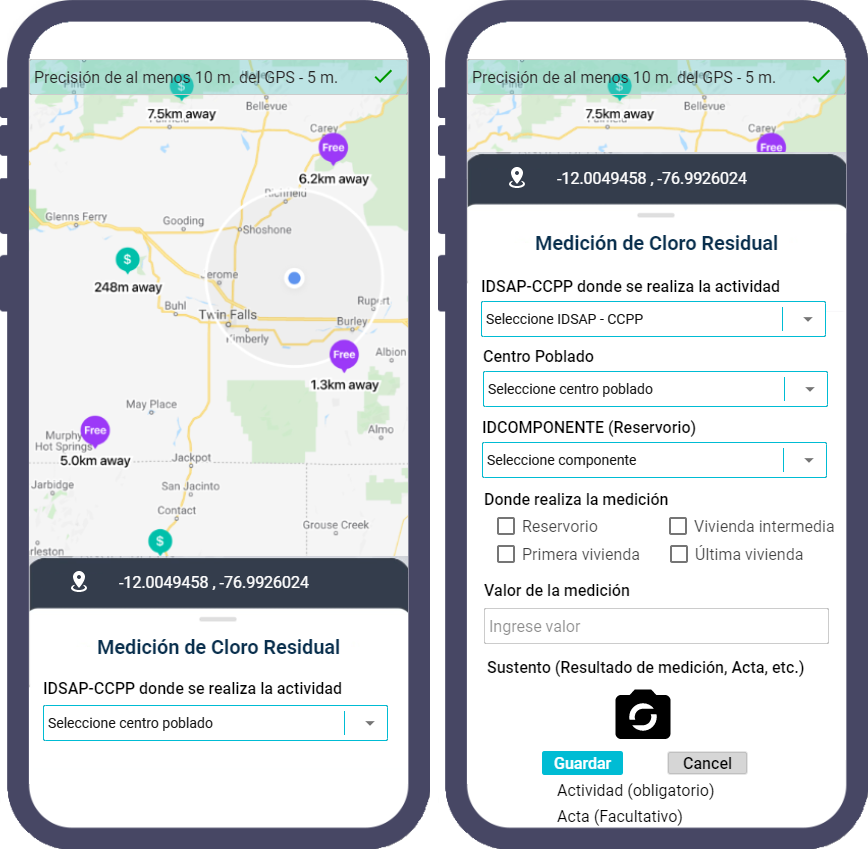 Precisión de al menos 10 m. del GPS - 5 m.
$
7.5km away
Bellevue
Carey
Free
6.2km away
Richfield
Glenns Ferry
Gooding
Shoshone
$
248m away
Jerome
Buhl
Twin Falls
Rupert
Burley
Kimberly
Free
Albion
1.3km away
May Place
Free
Murphy
Hot Springs
5.0km away
Almo
Jackpot
Jarbidge
San Jacinto
Contact
Grouse Creek
$
rleston
-12.0049458 , -76.9926024
Medición de Cloro Residual
IDSAP-CCPP donde se realiza la actividad
Seleccione centro poblado
Precisión de al menos 10 m. del GPS - 5 m.
$
7.5km away
Bellevue
Carey
Free
-12.0049458 , -76.9926024
Medición de Cloro Residual
IDSAP-CCPP donde se realiza la actividad
Seleccione IDSAP - CCPP
Centro Poblado
Seleccione centro poblado
IDCOMPONENTE (Reservorio)
Seleccione componente
Donde realiza la medición
Reservorio
Vivienda intermedia
Primera vivienda
Última vivienda
Valor de la medición
Ingrese valor
Sustento (Resultado de medición, Acta, etc.)
Guardar
Cancel
Actividad (obligatorio)
Acta (Facultativo)